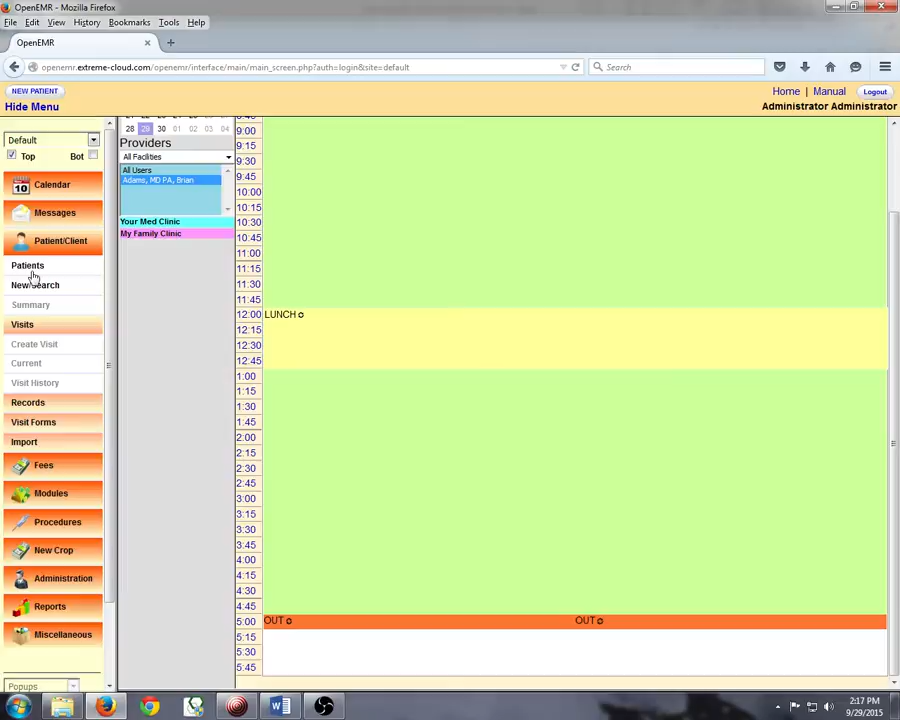 OpenEMR - Mozilla Firefox
File Edit View History Bookmarks Tools Help
OpenEMR
openemr.extreme-cloud.com/openemr/interface/main/main_screen.php?auth=login&site=default
Search
NEW PATIENT
Home | Manual Logout
Hide Menu
Administrator Administrator
Default
Top Bot
Calendar
Messages
Patient/Client
Patients
New/Search
Summary
Visits
Create Visit
Current
Visit History
Records
Visit Forms
Import
Fees
Modules
Procedures
New Crop
Administration
Reports
Miscellaneous
Popups
28 29 30 01 02 03 04
Providers
All Facilities
All Users
Adams, MD PA, Brian
Your Med Clinic
My Family Clinic
9:00
9:15
9:30
9:45
10:00
10:15
10:30
10:45
11:00
11:15
11:30
11:45
12:00 LUNCH
12:15
12:30
12:45
1:00
1:15
1:30
1:45
2:00
2:15
2:30
2:45
3:00
3:15
3:30
3:45
4:00
4:15
4:30
4:45
5:00 OUT OUT
5:15
5:30
5:45
2:17 PM
9/29/2015